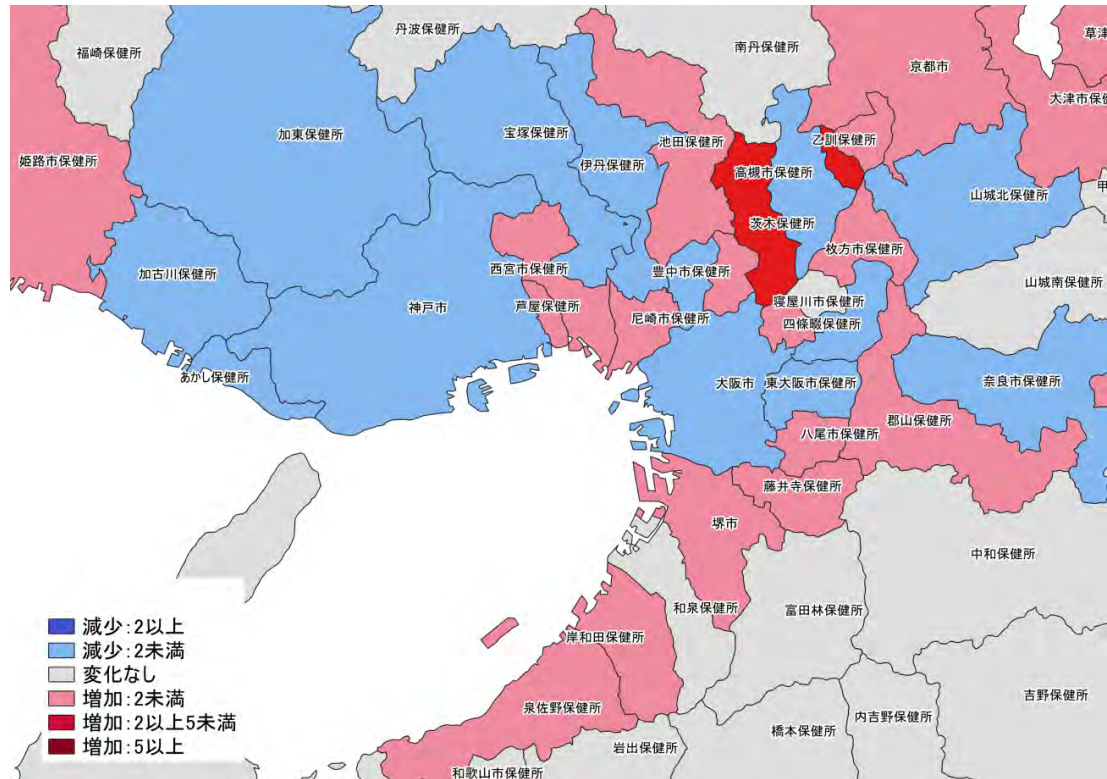 丹波保健所
福崎保健所
南丹保健所
草津
京都市
大津市保健
加東保健所
宝塚保健所
池田保健所
乙訓保健所
姫路市保健所
伊丹保健所
高槻市保健所
甲
山城北保健所
茨木保健所
枚方市保健所
加古川保健所
西宮市保健所
豊中市保健所
山城南保健所
神戸市
芦屋保健所
尼崎市保健所
寝屋川市保健所
四條畷保健所
あかし保健所
大阪市
東大阪市保健所
奈良市保健所
郡山保健所
八尾市保健所
藤井寺保健所
堺市
中和保健所
和泉保健所
富田林保健所
岸和田保健所
泉佐野保健所
吉野保健所
内吉野保健所
橋本保健所
岩出保健所
和歌山市保健所
減少:2以上
減少:2未満
変化なし
増加:2未満
増加:2以上5未満
増加:5以上